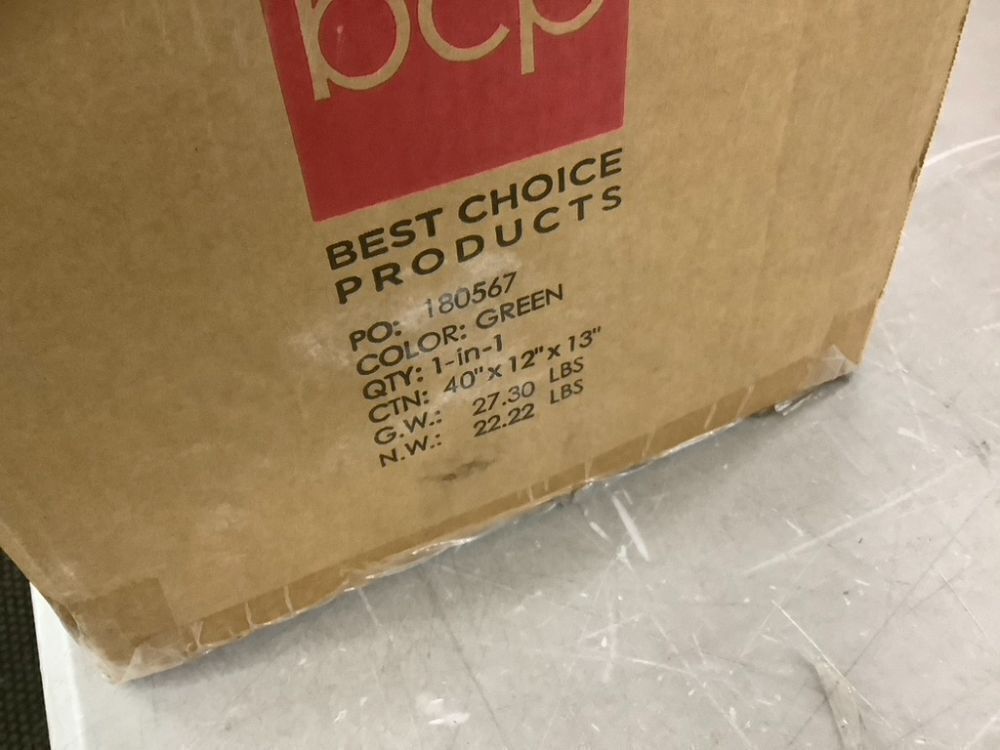 bcp
BEST CHOICE
PRODUCTS
PO: 180567
COLOR: GREEN
QTY: 1-in-1
CTN: 40" x 12" x 13"
G.W.: 27.30 LBS
N.W.: 22.22 LBS